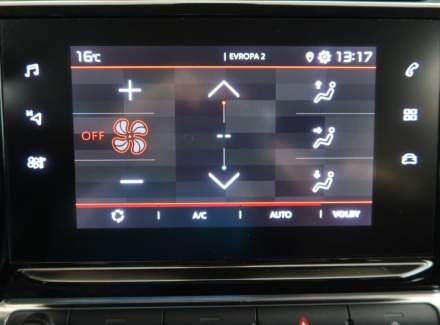 16°C | EVROPA 2 13:17
+
OFF
--
−
| A/C | AUTO | VOLBY